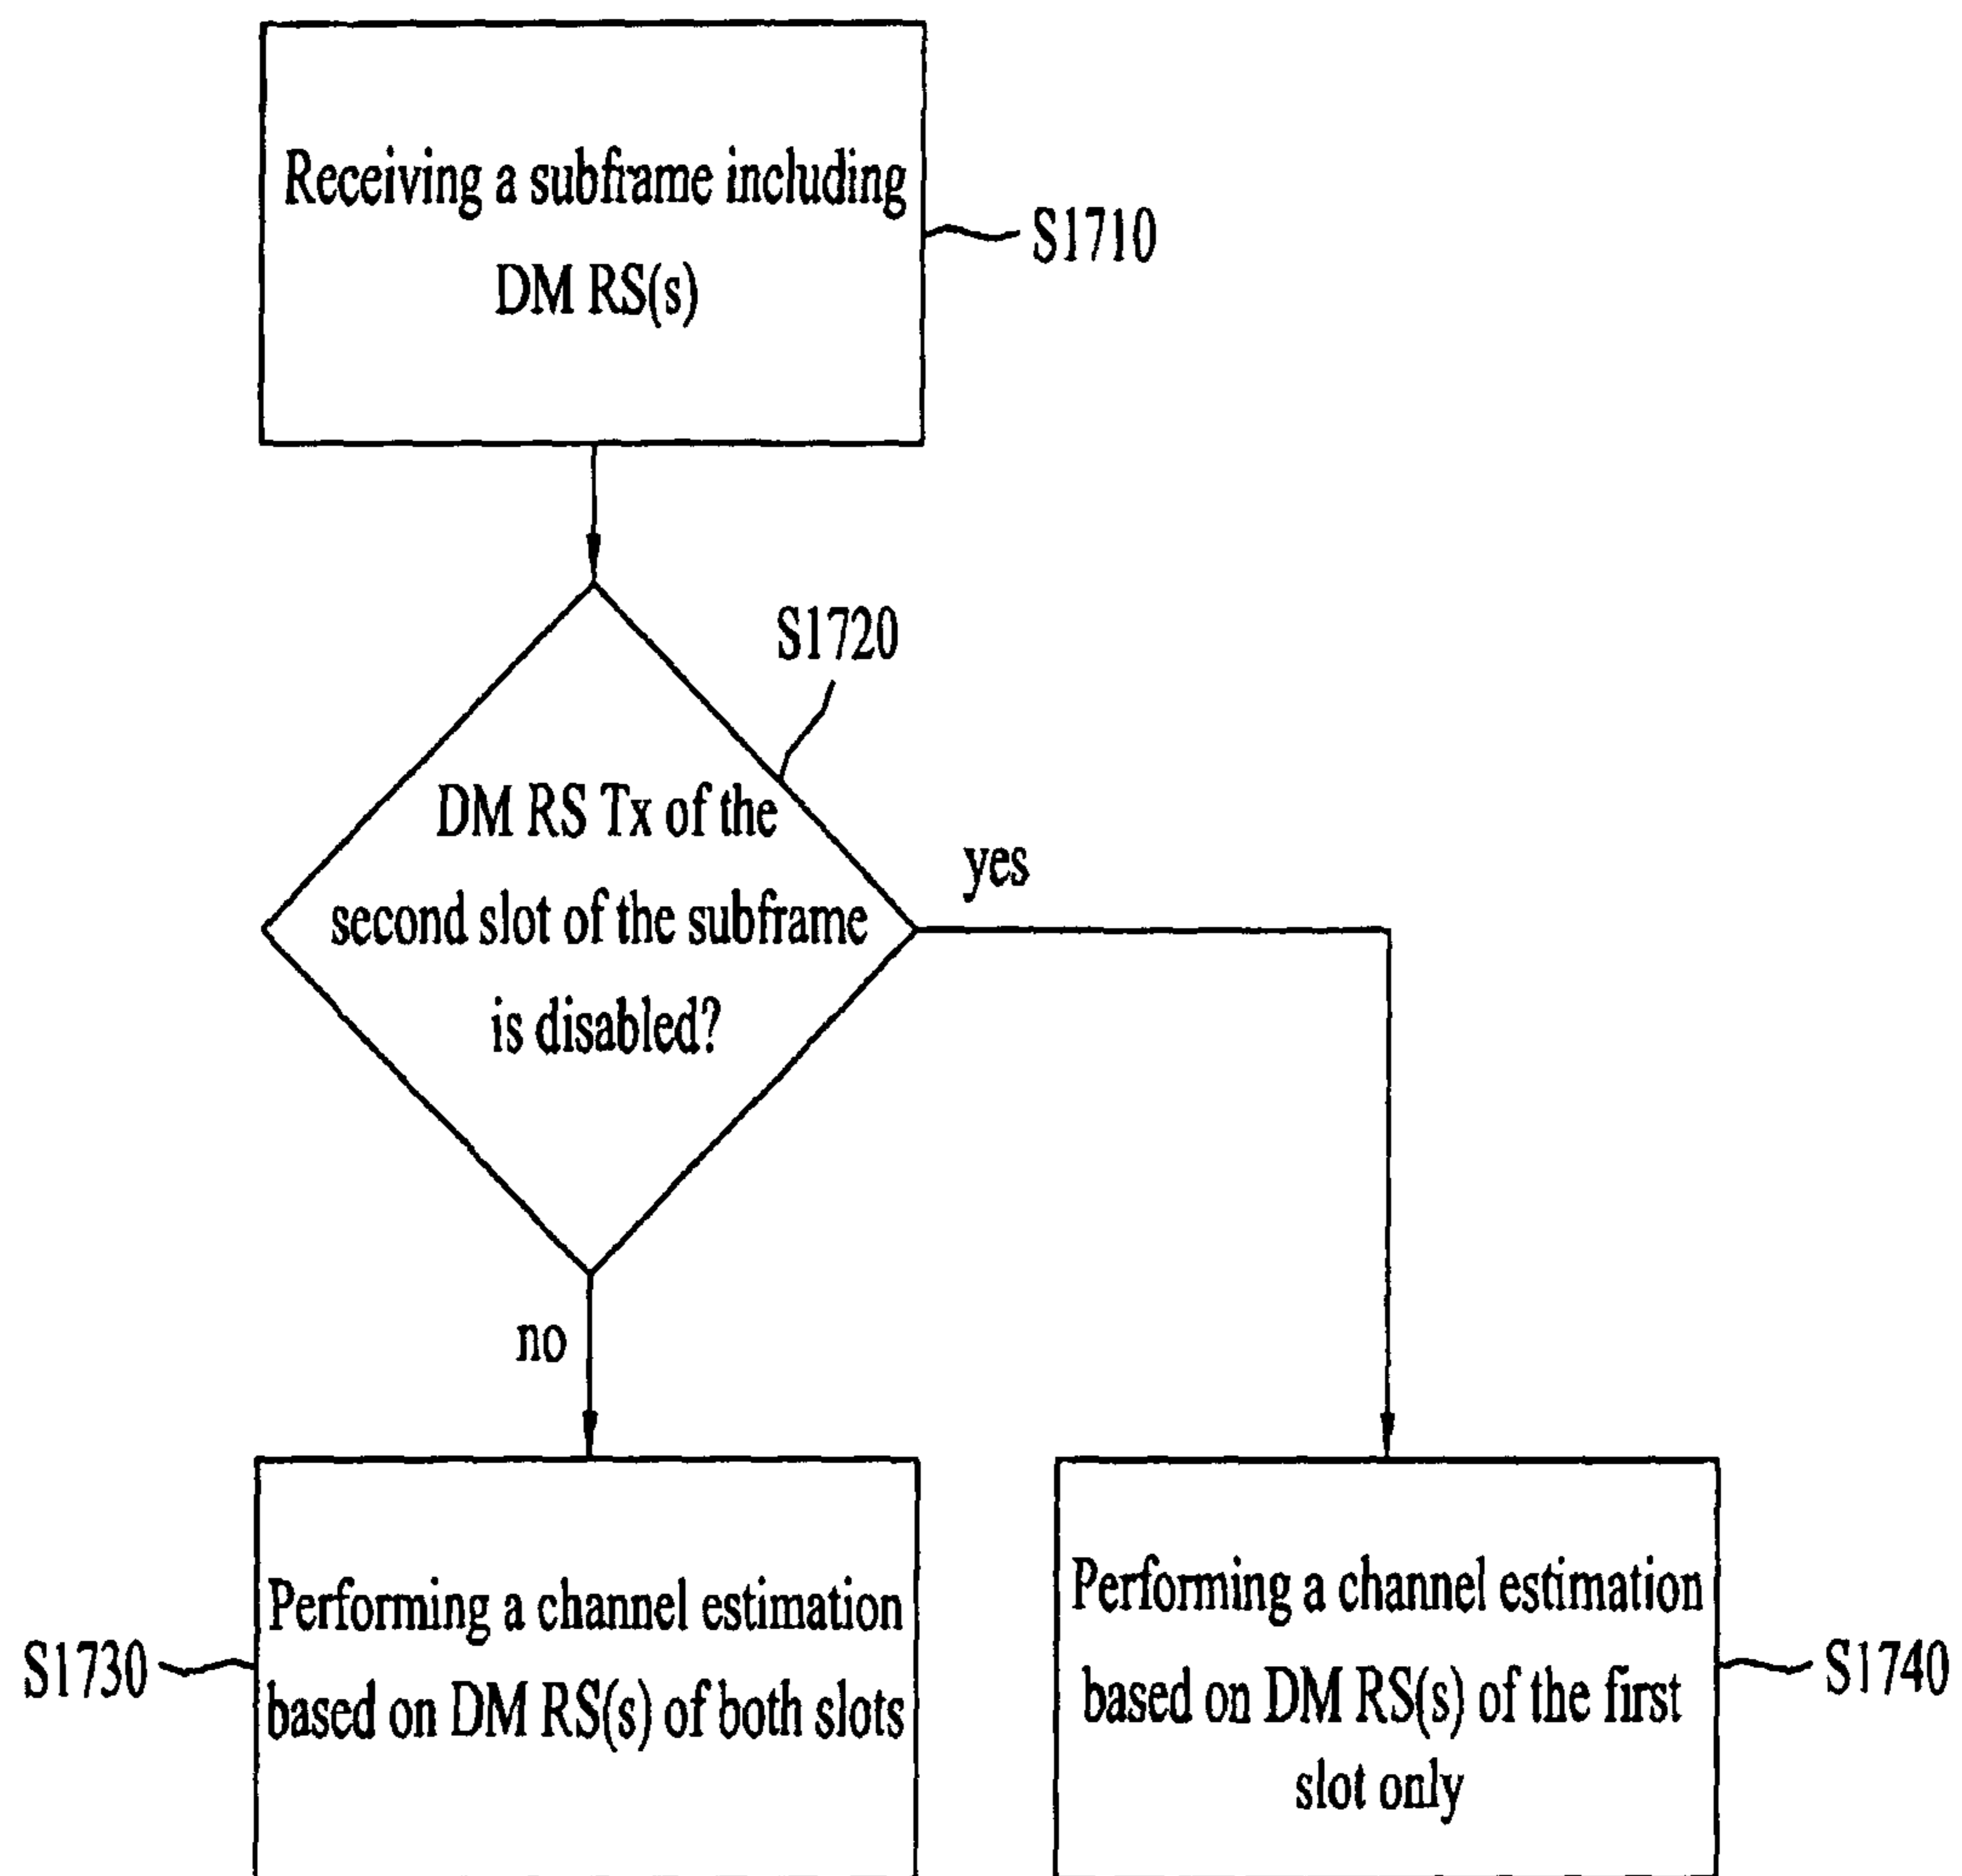 Receiving a subframe including
DM RS(s)
S1710
S1720
DM RS Tx of the
second slot of the subframe
is disabled?
yes
no
Performing a channel estimation
based on DM RS(s) of both slots
S1730
Performing a channel estimation
based on DM RS(s) of the first
slot only
S1740